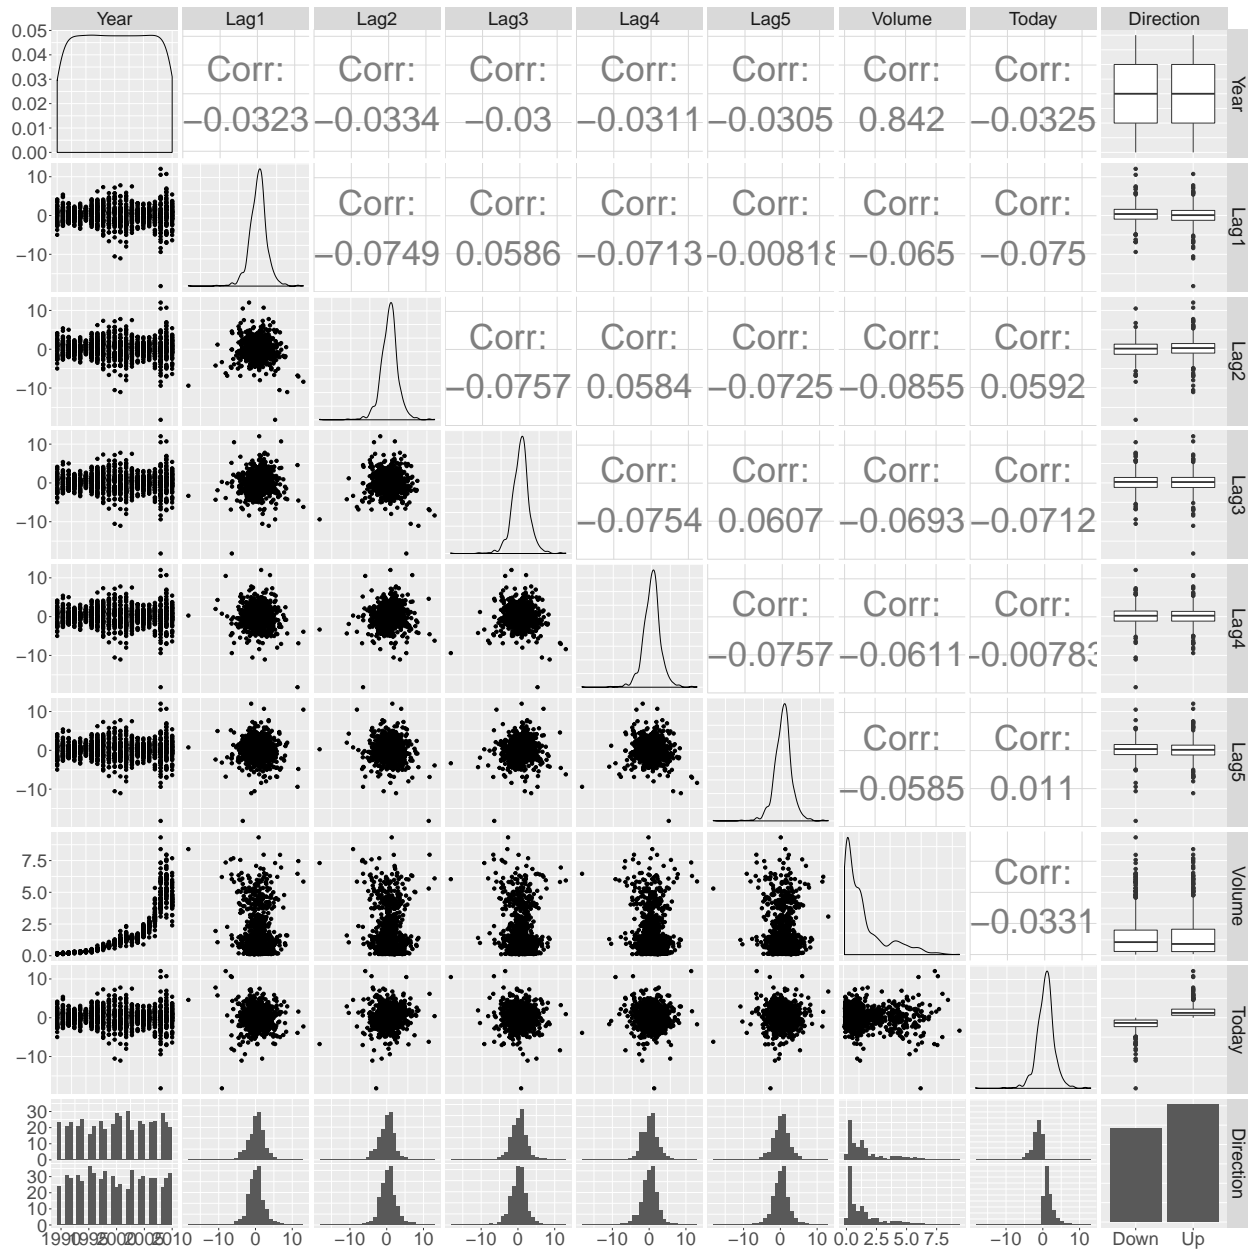 Year Lag1 Lag2 Lag3 Lag4 Lag5 Volume Today Direction
0.05
0.04
0.03
0.02
0.01
0.00
Corr: Corr: Corr: Corr: Corr: Corr: Corr:
−0.0323 −0.0334 −0.03 −0.0311 −0.0305 0.842 −0.0325
Year
10
0
−10
Corr: Corr: Corr: Corr: Corr: Corr:
−0.0749 0.0586 −0.0713 −0.00818 −0.065 −0.075
Lag1
10
0
−10
Corr: Corr: Corr: Corr: Corr:
−0.0757 0.0584 −0.0725 −0.0855 0.0592
Lag2
10
0
−10
Corr: Corr: Corr: Corr:
−0.0754 0.0607 −0.0693 −0.0712
Lag3
10
0
−10
Corr: Corr: Corr:
−0.0757 −0.0611 −0.00783
Lag4
10
0
−10
Corr: Corr:
−0.0585 0.011
Lag5
7.5
5.0
2.5
0.0
Corr:
−0.0331
Volume
10
0
−10
Today
30
20
10
0
30
20
10
0
Direction
1990 1995 2000 2005 2010 −10 0 10 −10 0 10 −10 0 10 −10 0 10 −10 0 10 0.0 2.5 5.0 7.5 −10 0 10 Down Up